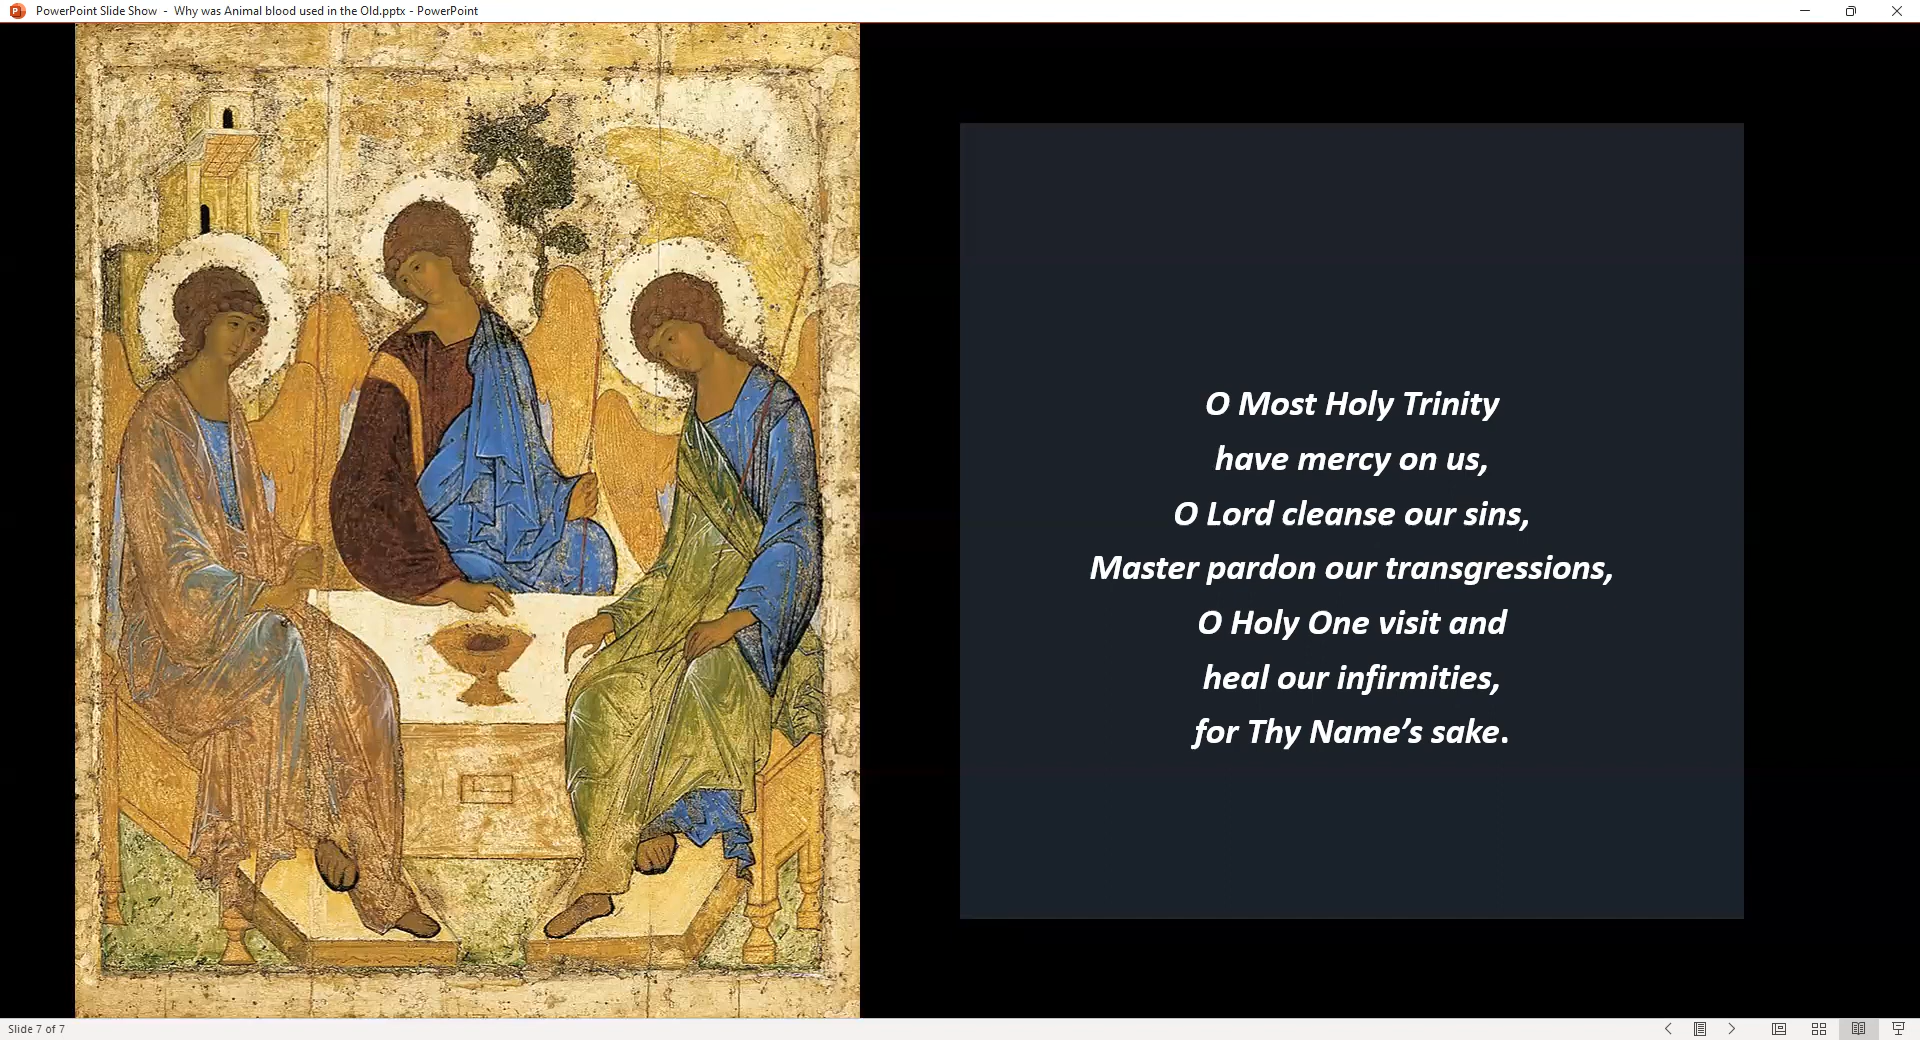 PowerPoint Slide Show - Why was Animal blood used in the Old.pptx - PowerPoint
O Most Holy Trinity
have mercy on us,
O Lord cleanse our sins,
Master pardon our transgressions,
O Holy One visit and
heal our infirmities,
for Thy Name’s sake.
Slide 7 of 7